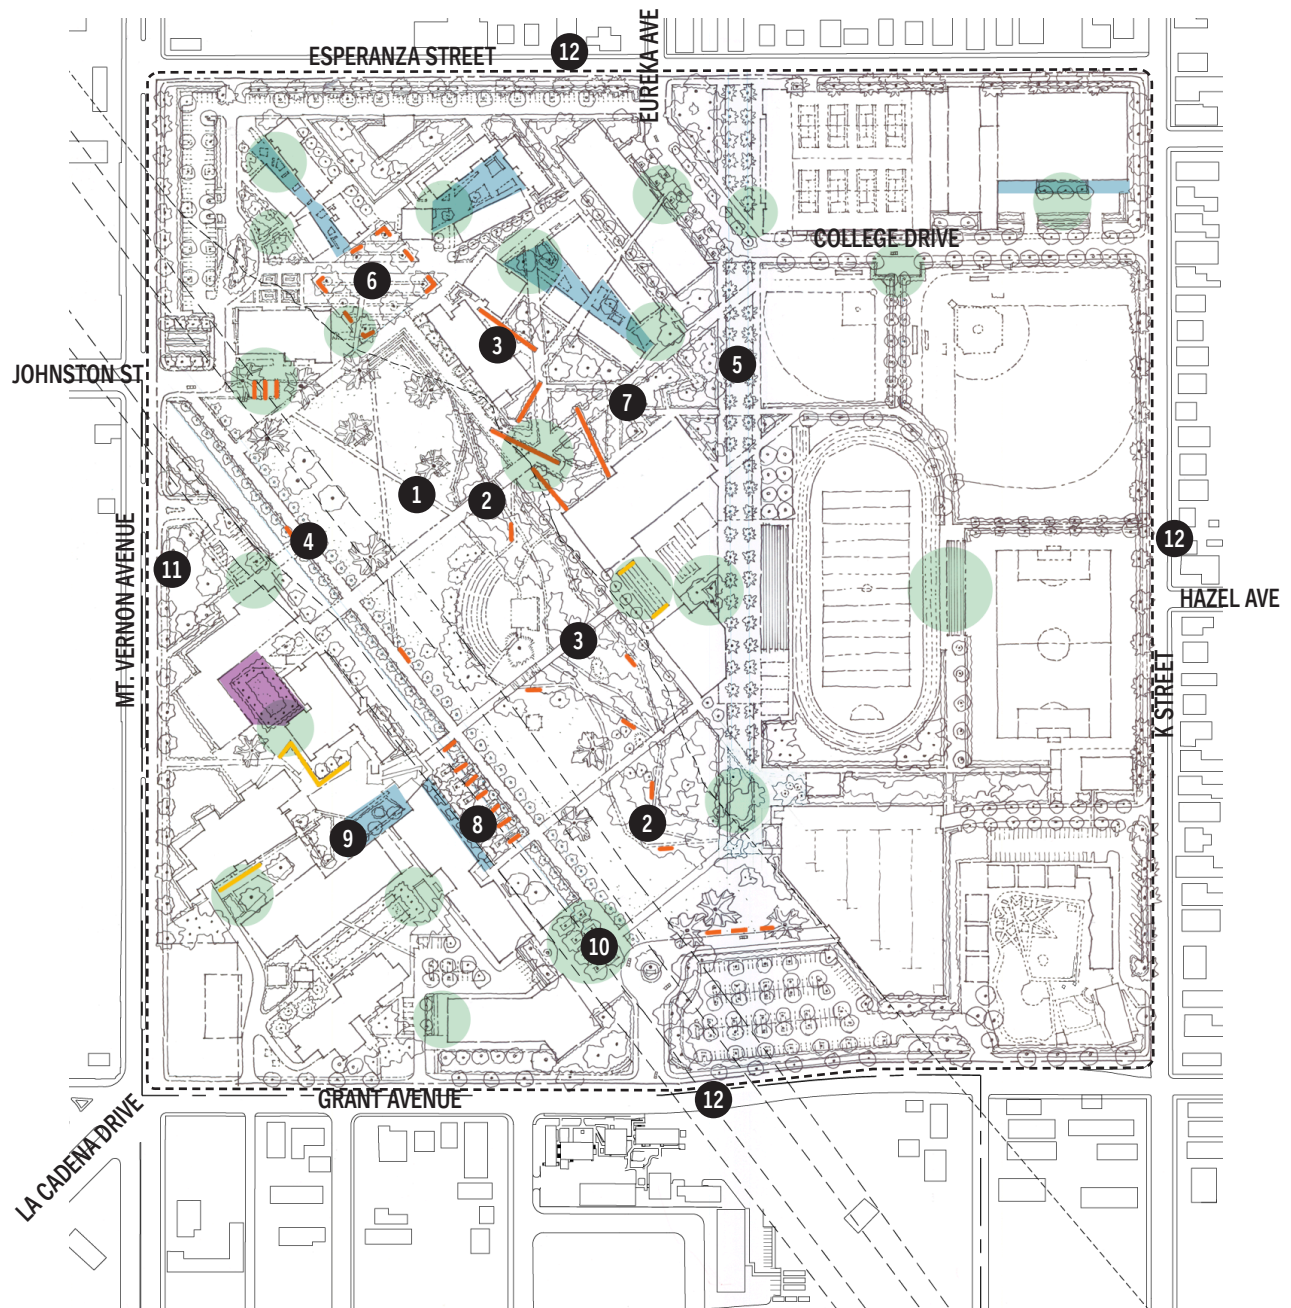 EUREKA AVE
12
ESPERANZA STREET
COLLEGE DRIVE
6
3
5
JOHNSTON ST
7
1
2
4
12
11
MT. VERNON AVENUE
HAZEL AVE
3
K STREET
8
2
9
10
12
GRANT AVENUE
LA CADENA DRIVE